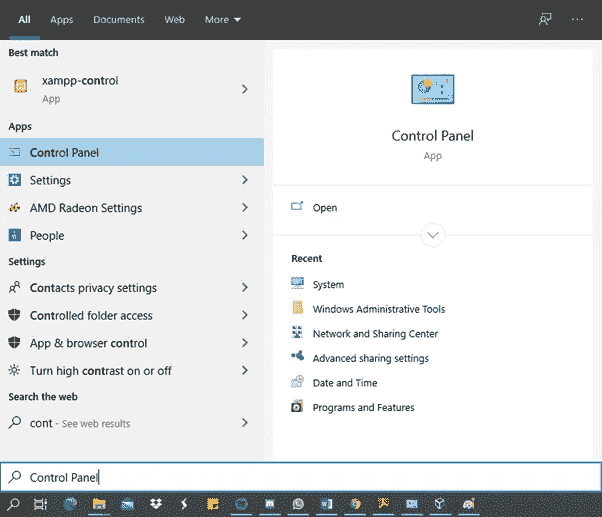 All Apps Documents Web More
Best match
xampp-control
App
Apps
Control Panel
Settings
AMD Radeon Settings
People
Settings
Contacts privacy settings
Controlled folder access
App & browser control
Turn high contrast on or off
Search the web
cont - See web results
Control Panel
App
Open
Recent
System
Windows Administrative Tools
Network and Sharing Center
Advanced sharing settings
Date and Time
Programs and Features
Control Panel